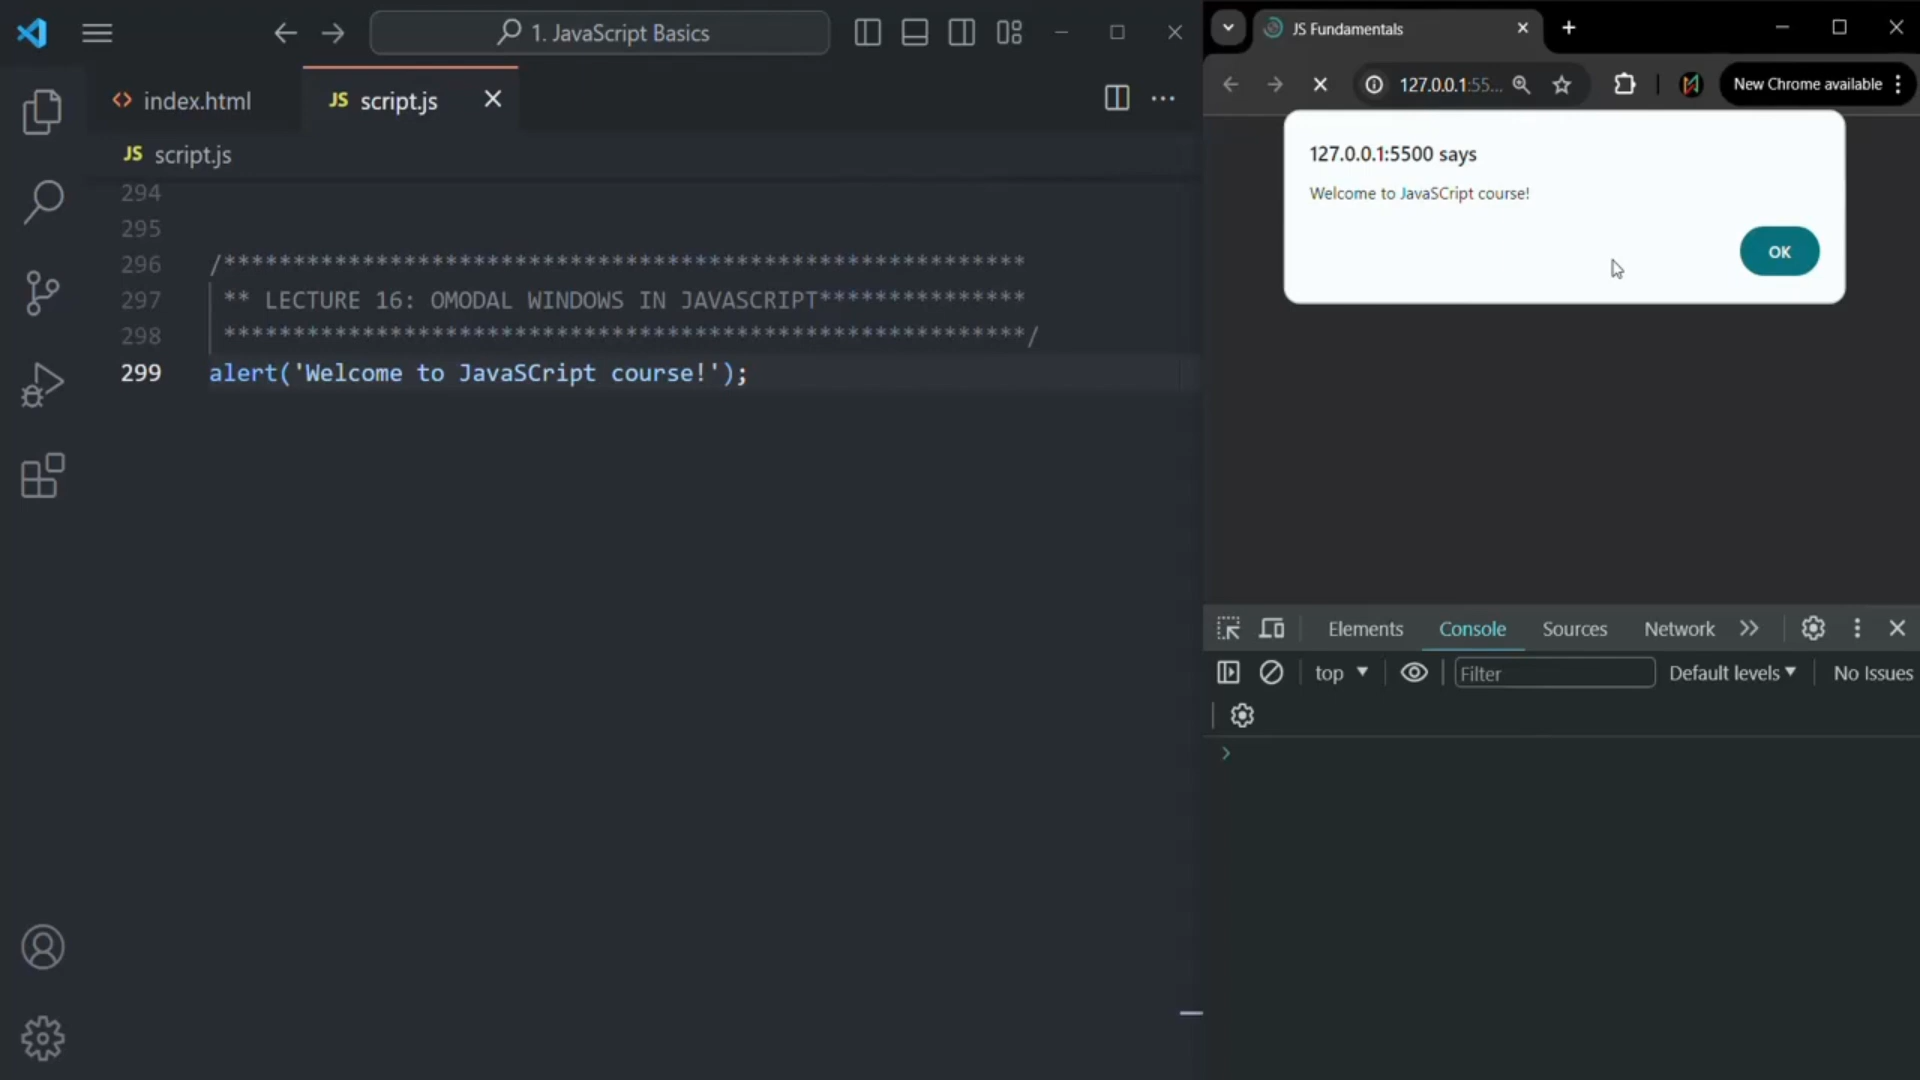 1. JavaScript Basics
index.html
JS script.js
JS script.js
294
295
296 /**********************************************************
297 ** LECTURE 16: OMODAL WINDOWS IN JAVASCRIPT***************
298 **********************************************************/
299 alert('Welcome to JavaSCript course!');
JS Fundamentals
127.0.0.1:55...
New Chrome available
127.0.0.1:5500 says
Welcome to JavaSCript course!
OK
Elements Console Sources Network
top Filter Default levels No Issues